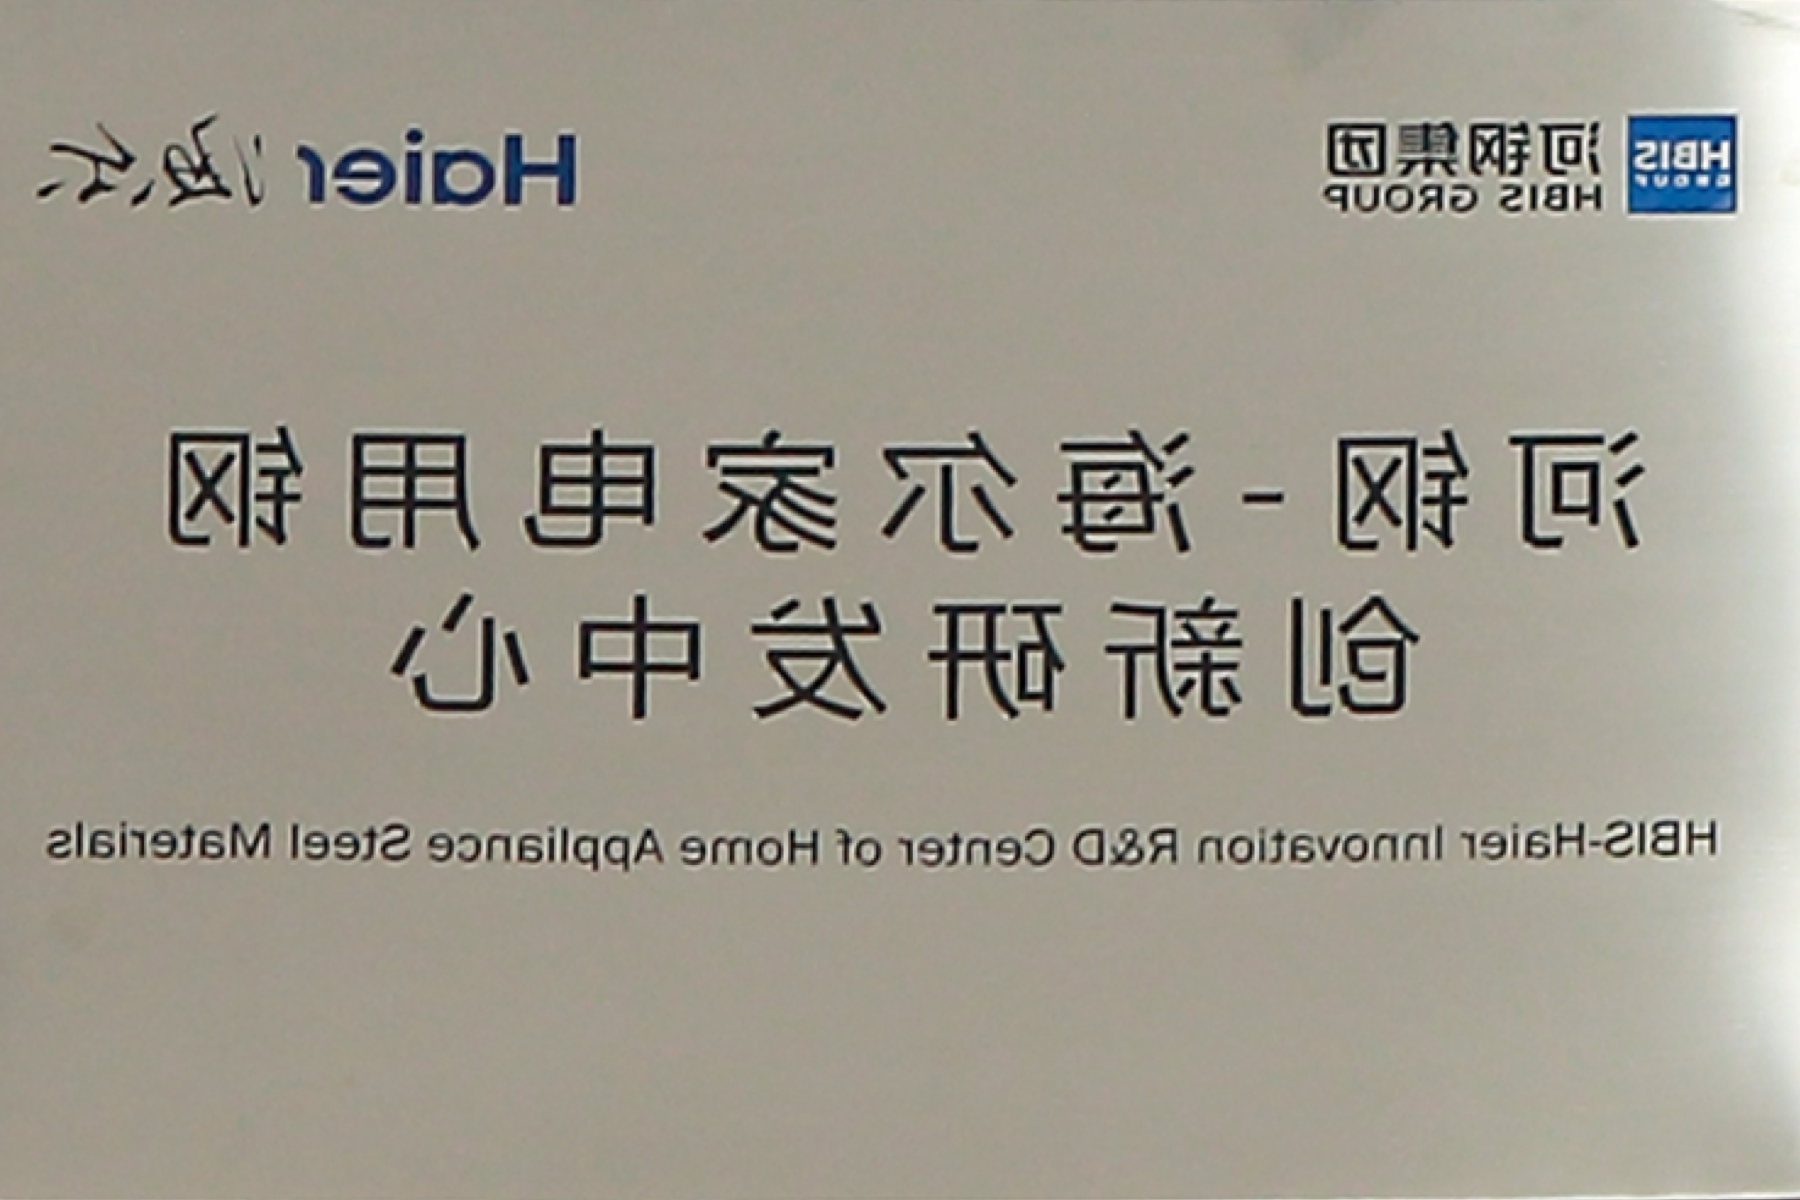 HBIS GROUP 河钢集团 HBIS GROUP Haier 海尔
河钢-海尔家电用钢
创新研发中心
HBIS-Haier Innovation R&D Center of Home Appliance Steel Materials